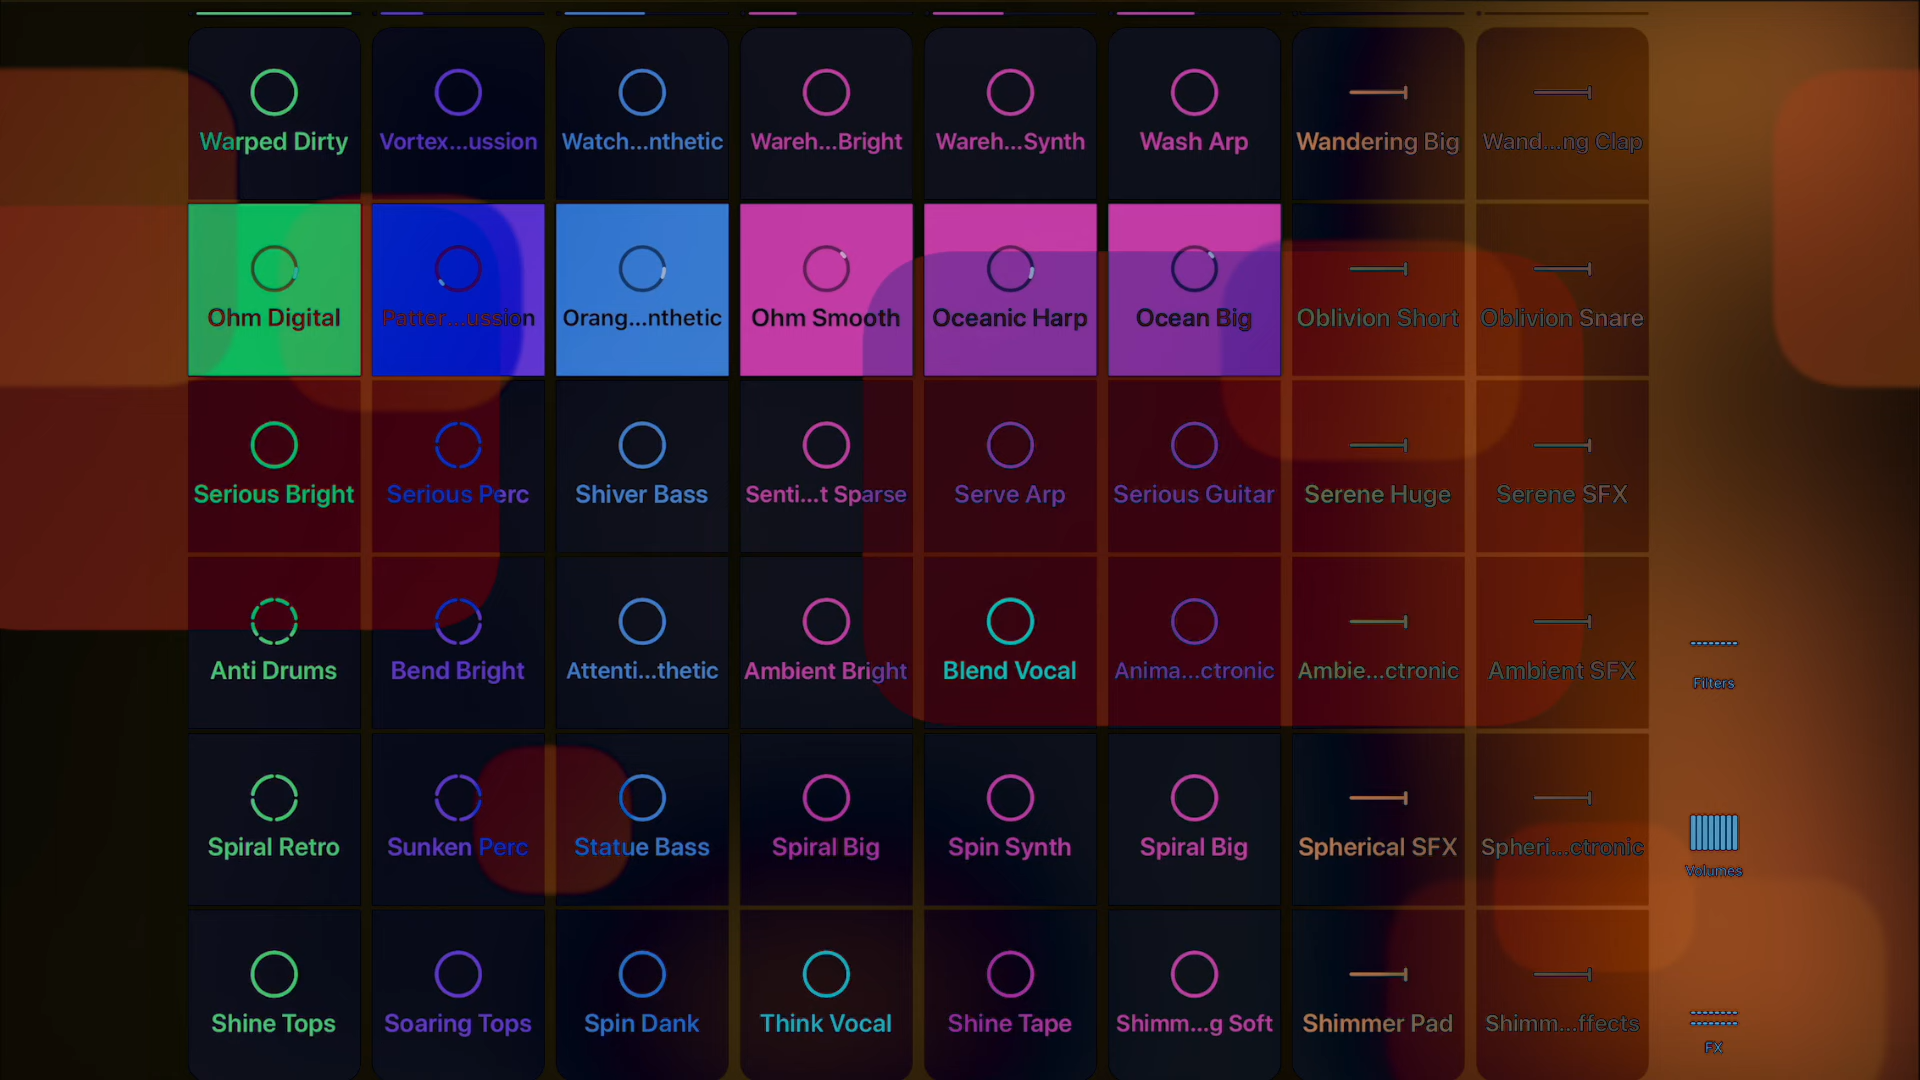 Warped Dirty
Vortex...ussion
Watch...nthetic
Wareh...Bright
Wareh...Synth
Wash Arp
Wandering Big
Wand...ng Clap
Ohm Digital
Patter...ussion
Orang...nthetic
Ohm Smooth
Oceanic Harp
Ocean Big
Oblivion Short
Oblivion Snare
Serious Bright
Serious Perc
Shiver Bass
Senti...t Sparse
Serve Arp
Serious Guitar
Serene Huge
Serene SFX
Anti Drums
Bend Bright
Attenti...thetic
Ambient Bright
Blend Vocal
Anima...ctronic
Ambie...ctronic
Ambient SFX
Filters
Spiral Retro
Sunken Perc
Statue Bass
Spiral Big
Spin Synth
Spiral Big
Spherical SFX
Spheri...ctronic
Volumes
Shine Tops
Soaring Tops
Spin Dank
Think Vocal
Shine Tape
Shimm...g Soft
Shimmer Pad
Shimm...ffects
FX